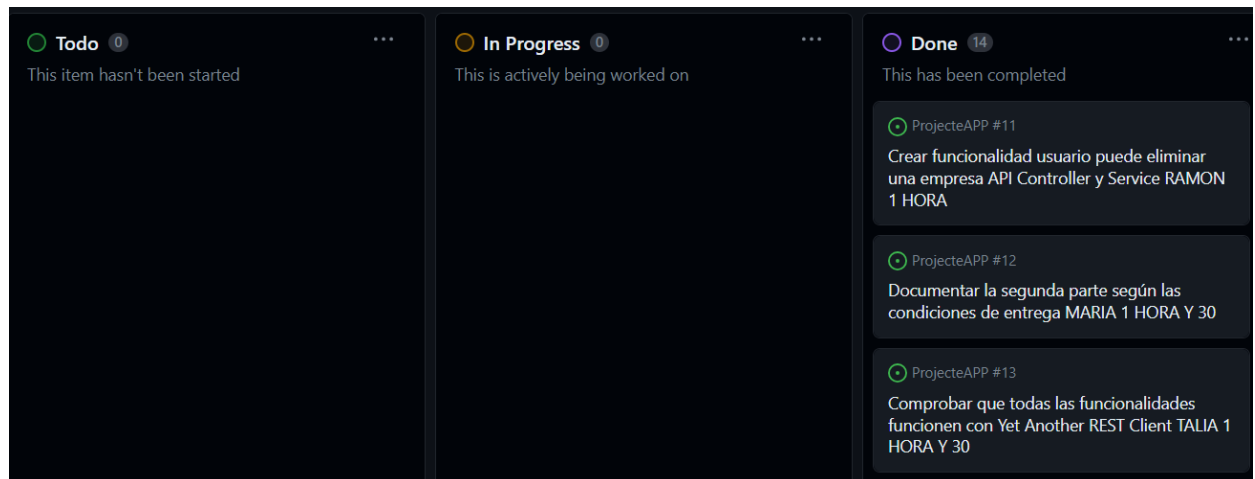 Todo 0
This item hasn't been started
In Progress 0
This is actively being worked on
Done 14
This has been completed
ProjecteAPP #11
Crear funcionalidad usuario puede eliminar
una empresa API Controller y Service RAMON
1 HORA
ProjecteAPP #12
Documentar la segunda parte según las
condiciones de entrega MARIA 1 HORA Y 30
ProjecteAPP #13
Comprobar que todas las funcionalidades
funcionen con Yet Another REST Client TALIA 1
HORA Y 30